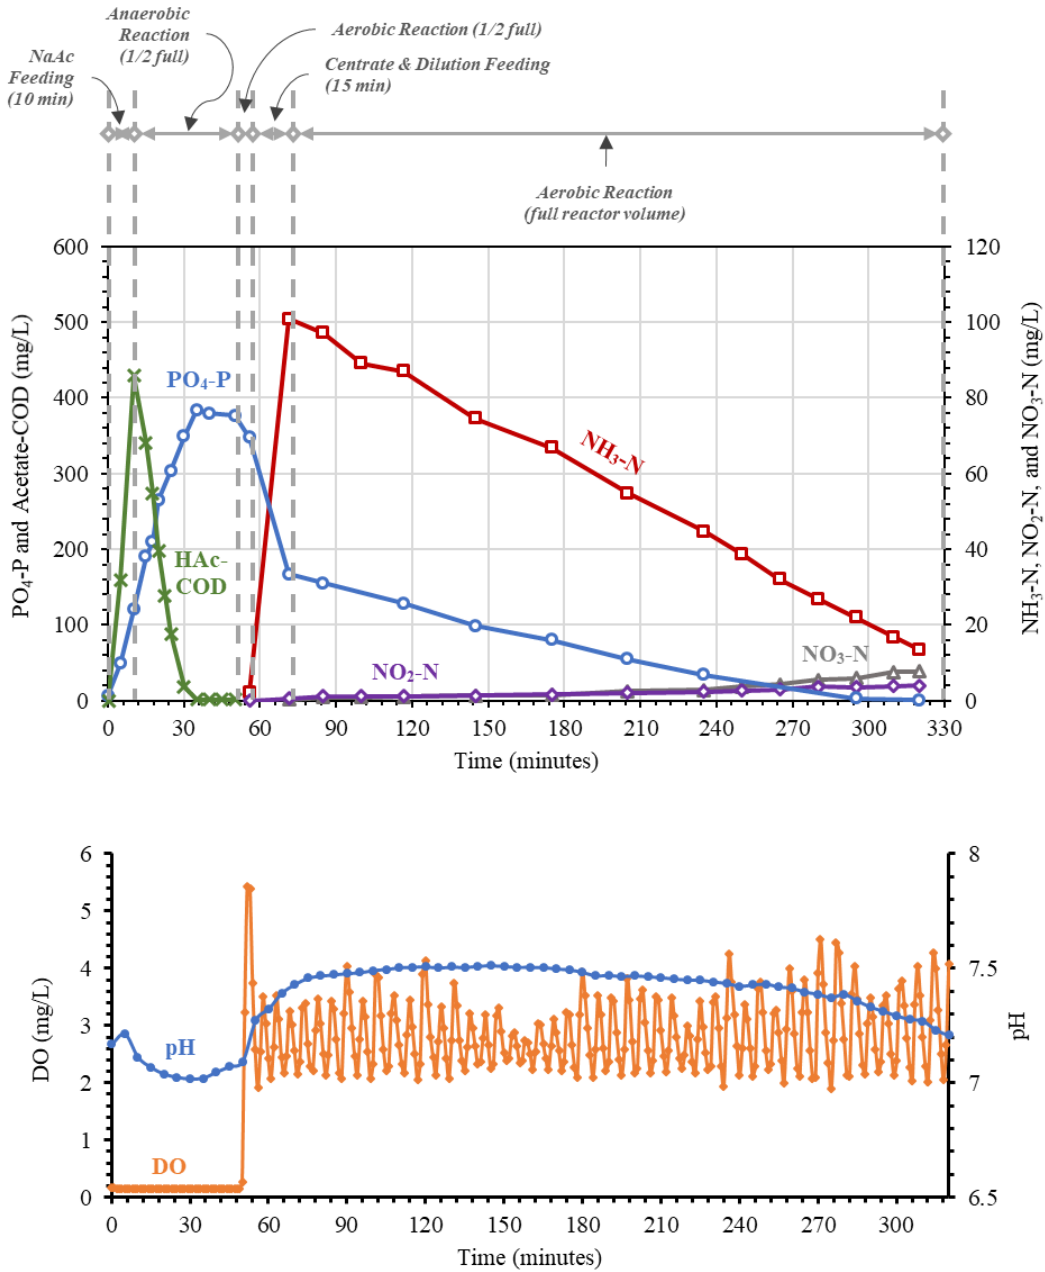 Anaerobic
Reaction
(1/2 full)
Aerobic Reaction (1/2 full)
NaAc
Feeding
(10 min)
Centrate & Dilution Feeding
(15 min)
Aerobic Reaction
(full reactor volume)
PO4-P and Acetate-COD (mg/L)
600
500
400
300
200
100
0
120
100
80
60
40
20
0
NH3-N, NO2-N, and NO3-N (mg/L)
PO4-P
NH3-N
HAc-
COD
NO2-N
NO3-N
0 30 60 90 120 150 180 210 240 270 300 330
Time (minutes)
DO (mg/L)
6
5
4
3
2
1
0
8
7.5
7
6.5
pH
pH
DO
0 30 60 90 120 150 180 210 240 270 300
Time (minutes)